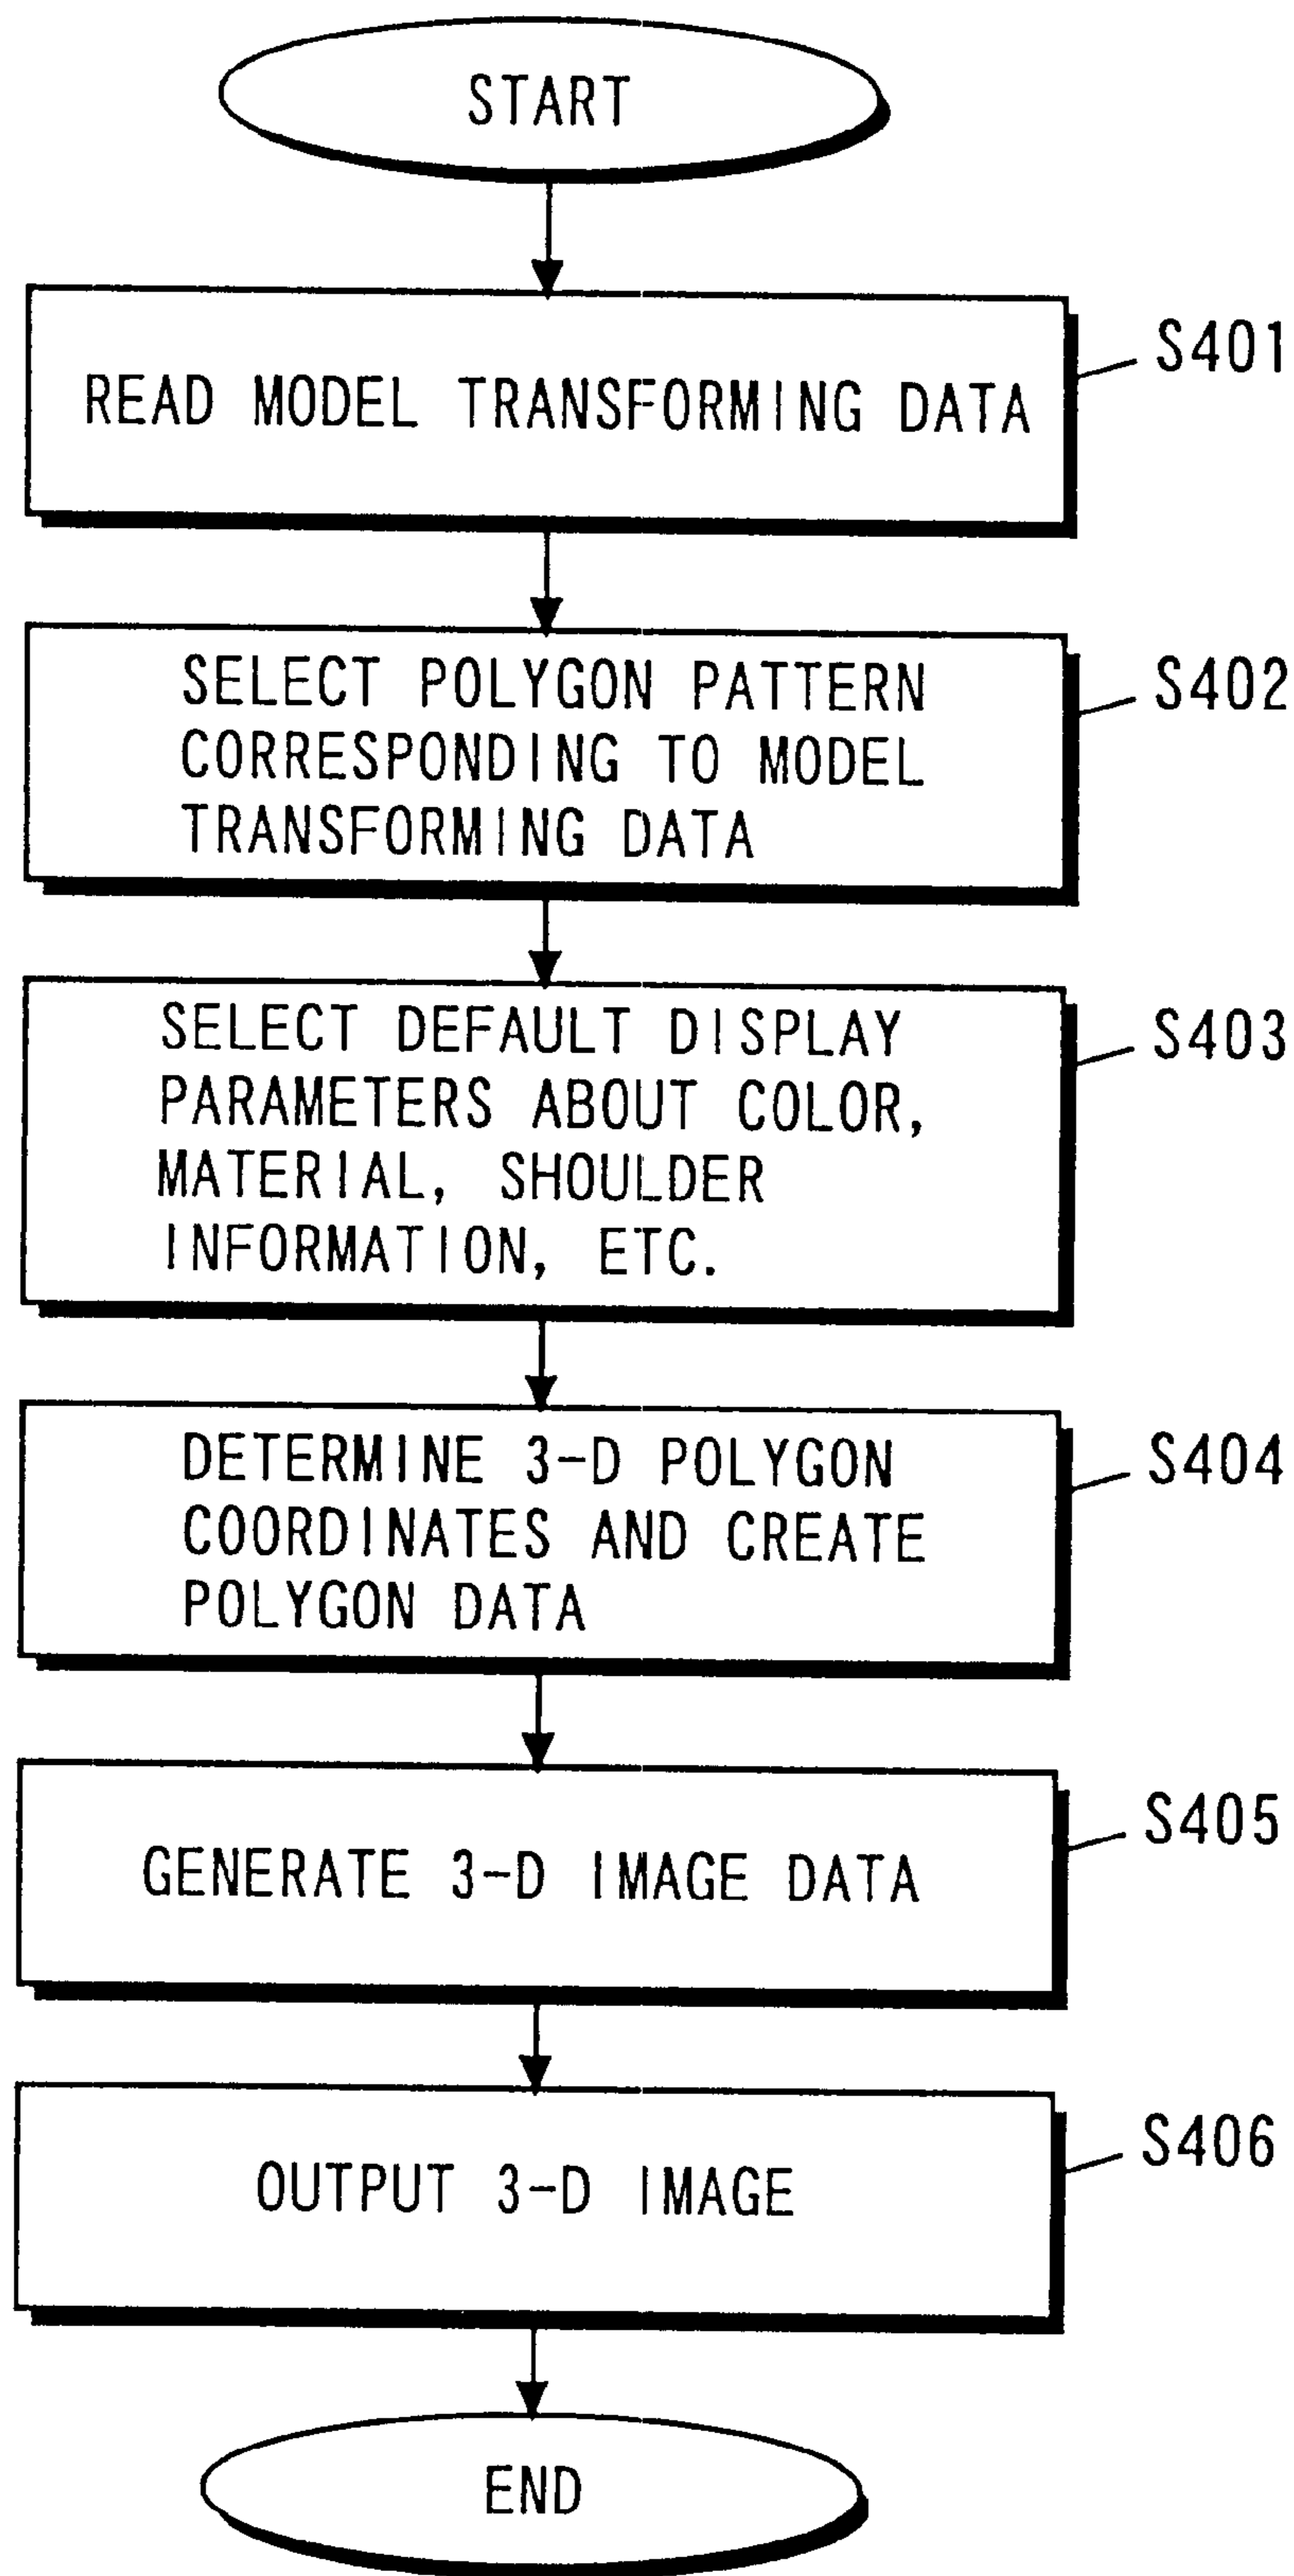 START
READ MODEL TRANSFORMING DATA
S401
SELECT POLYGON PATTERN
CORRESPONDING TO MODEL
TRANSFORMING DATA
S402
SELECT DEFAULT DISPLAY
PARAMETERS ABOUT COLOR,
MATERIAL, SHOULDER
INFORMATION, ETC.
S403
DETERMINE 3-D POLYGON
COORDINATES AND CREATE
POLYGON DATA
S404
GENERATE 3-D IMAGE DATA
S405
OUTPUT 3-D IMAGE
S406
END